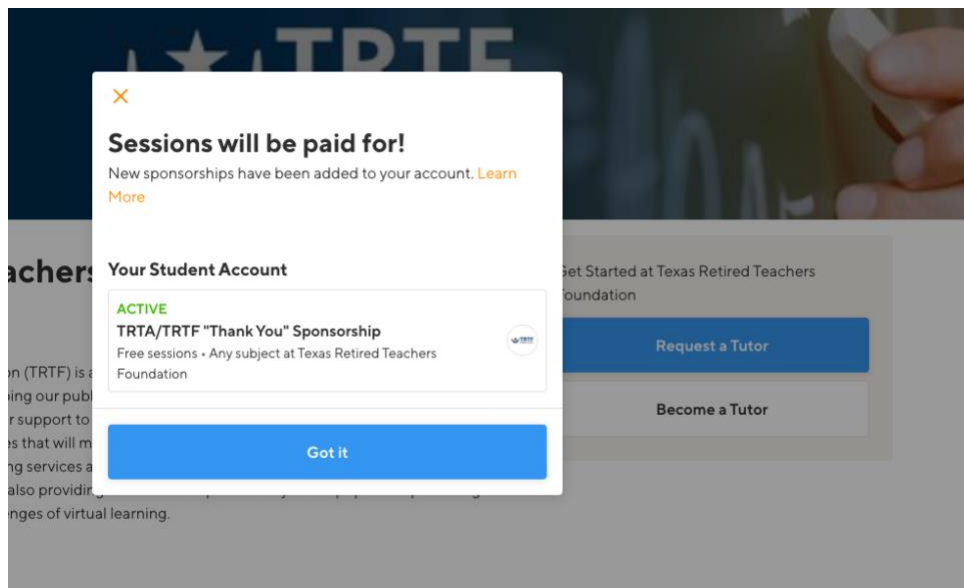 TRTF
Sessions will be paid for!
New sponsorships have been added to your account. Learn
More
Your Student Account
ACTIVE
TRTA/TRTF "Thank You" Sponsorship
Free sessions • Any subject at Texas Retired Teachers
Foundation
Got it
Get Started at Texas Retired Teachers
Foundation
Request a Tutor
Become a Tutor
achers
on (TRTF) is a
ping our publ
r support to
es that will m
ng services a
also providin
enges of virtual learning.